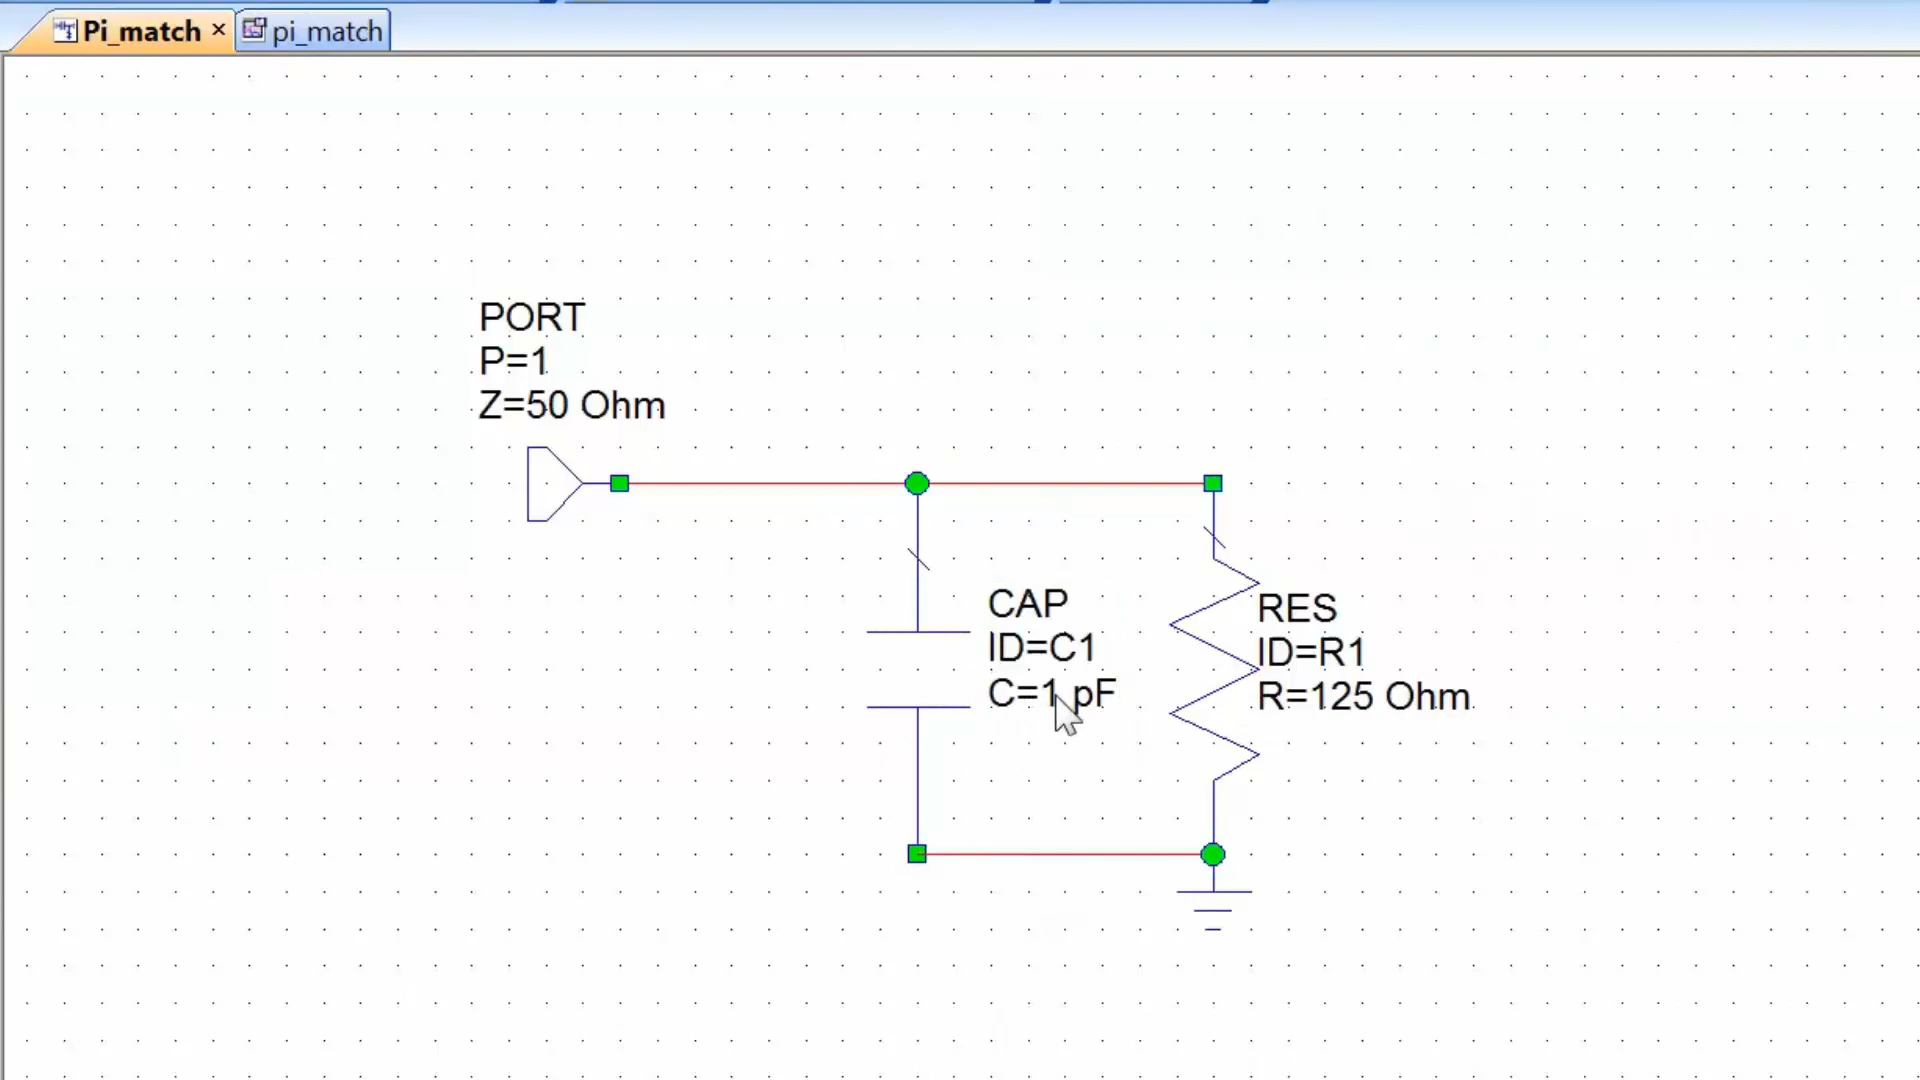 Pi_match
pi_match
PORT
P=1
Z=50 Ohm
CAP
ID=C1
C=1 pF
RES
ID=R1
R=125 Ohm